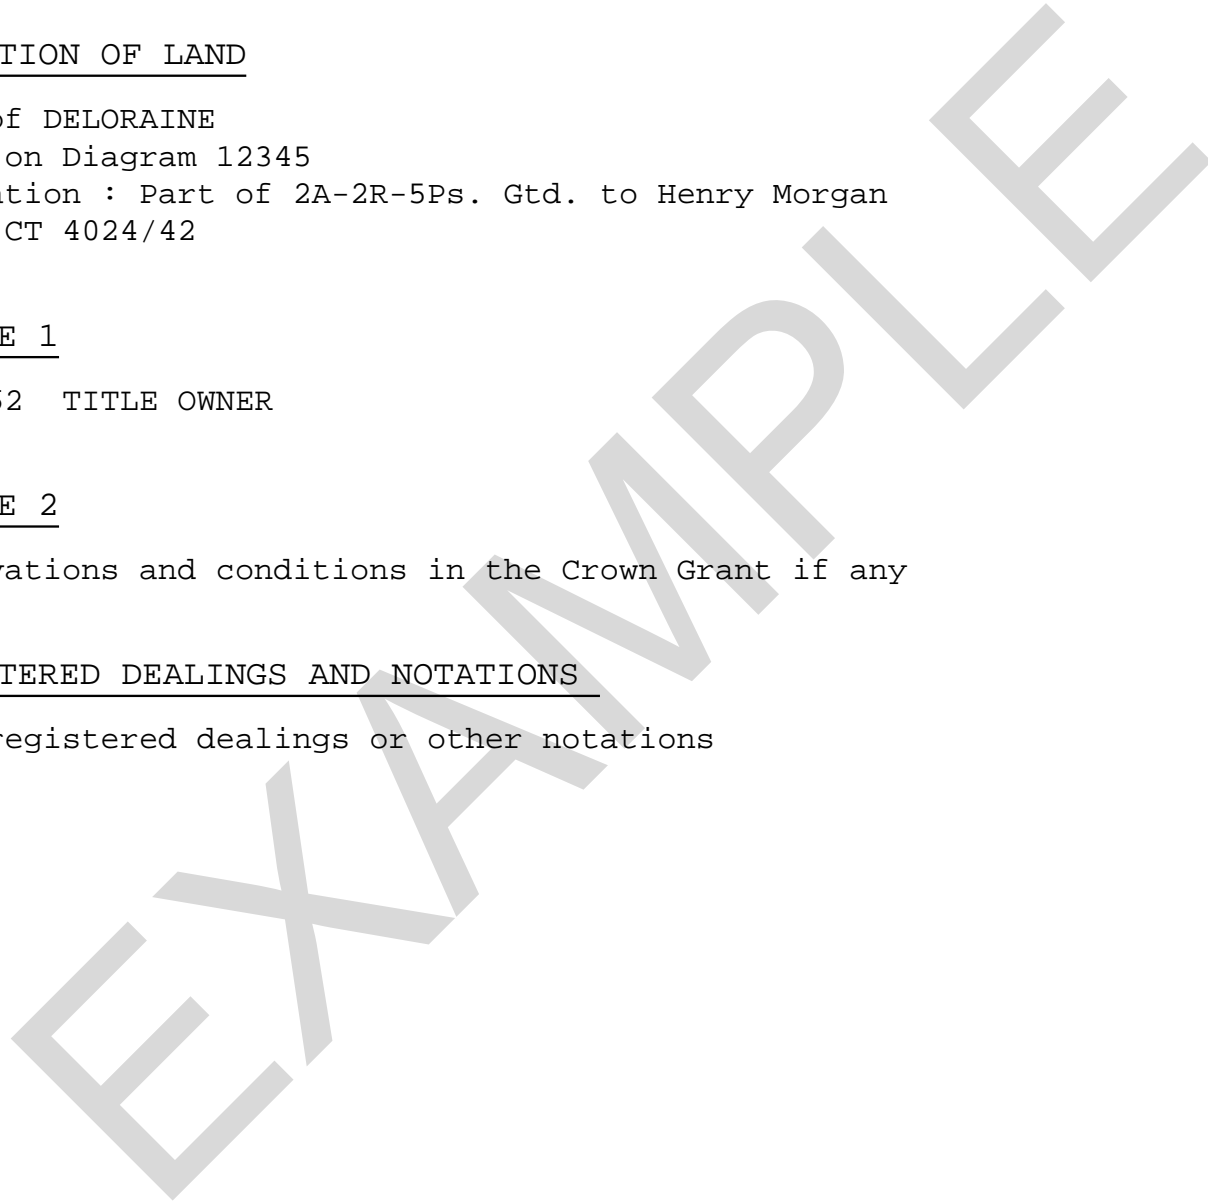 TION OF LAND
of DELORAINE
on Diagram 12345
ation : Part of 2A-2R-5Ps. Gtd. to Henry Morgan
CT 4024/42
E 1
52 TITLE OWNER
E 2
vations and conditions in the Crown Grant if any
TERED DEALINGS AND NOTATIONS
registered dealings or other notations
EXAMPLE